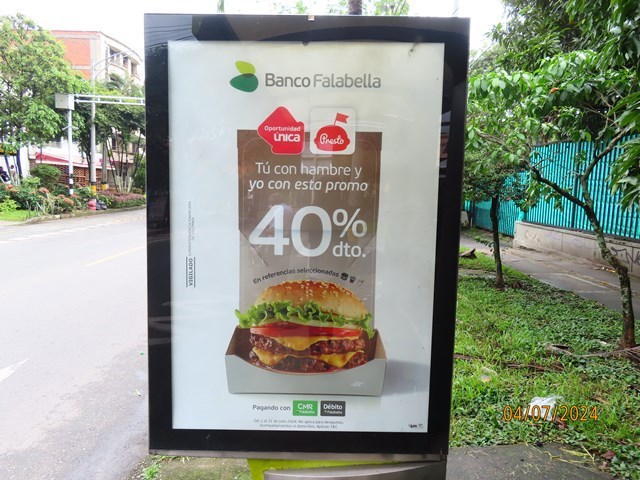 Banco Falabella
Oportunidad
única
Presto
Tú con hambre y
yo con esta promo
40%
dto.
En referencias seleccionadas
VIGILADO
Pagando con CMR Débito
04/07/2024